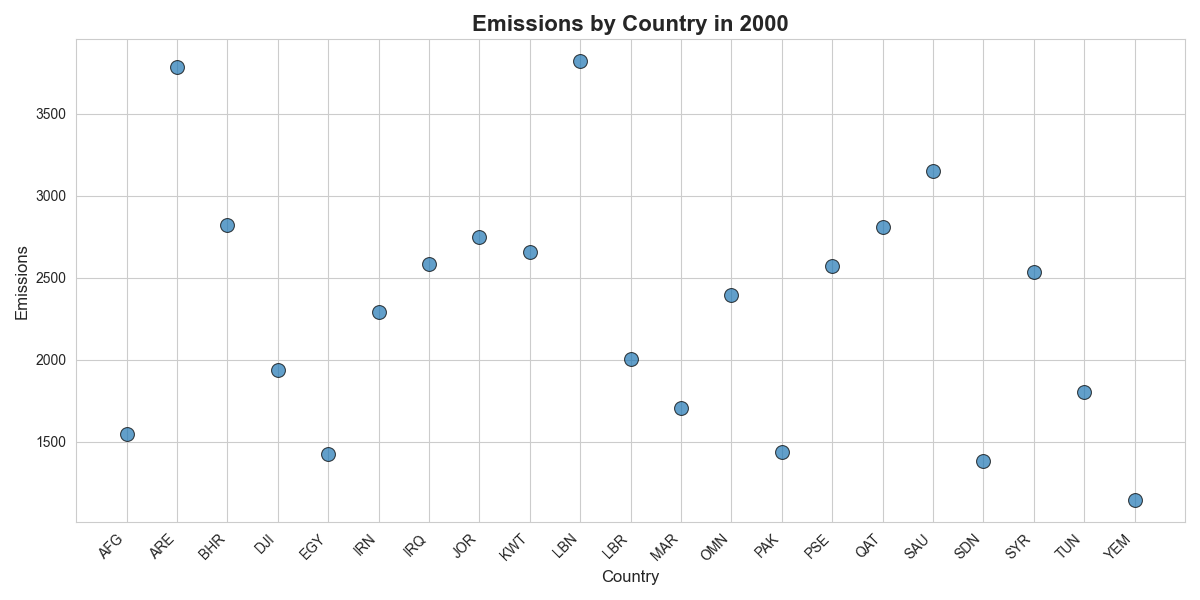 Emissions by Country in 2000
Emissions
3500
3000
2500
2000
1500
AFG
ARE
BHR
DJI
EGY
IRN
IRQ
JOR
KWT
LBN
LBR
MAR
OMN
PAK
PSE
QAT
SAU
SDN
SYR
TUN
YEM
Country